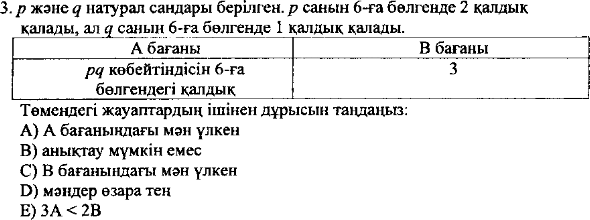 3. p және q натурал сандары берілген. p санын 6-ға бөлгенде 2 қалдық
қалады, ал q санын 6-ға бөлгенде 1 қалдық қалады.
А бағаны В бағаны
pq көбейтіндісін 6-ға 3
бөлгендегі қалдық
Төмендегі жауаптардың ішінен дұрысын таңдаңыз:
A) А бағанындағы мән үлкен
B) анықтау мүмкін емес
C) В бағанындағы мән үлкен
D) мәндер өзара тең
E) 3A < 2B